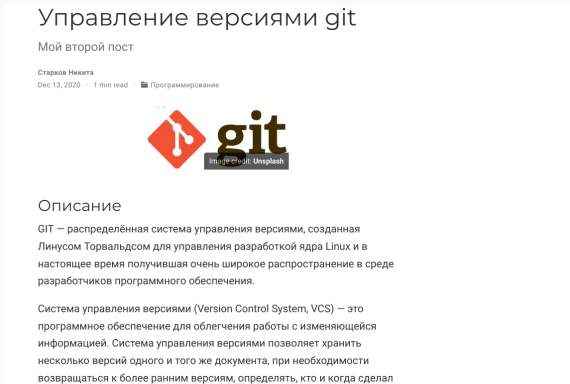 Управление версиями git
Мой второй пост
Старков Никита
Dec 13, 2020 · 1 min read · Программирование
git
Image credit: Unsplash
Описание
GIT — распределённая система управления версиями, созданная
Линусом Торвальдсом для управления разработкой ядра Linux и в
настоящее время получившая очень широкое распространение в среде
разработчиков программного обеспечения.
Система управления версиями (Version Control System, VCS) — это
программное обеспечение для облегчения работы с изменяющейся
информацией. Система управления версиями позволяет хранить
несколько версий одного и того же документа, при необходимости
возвращаться к более ранним версиям, определять, кто и когда сделал